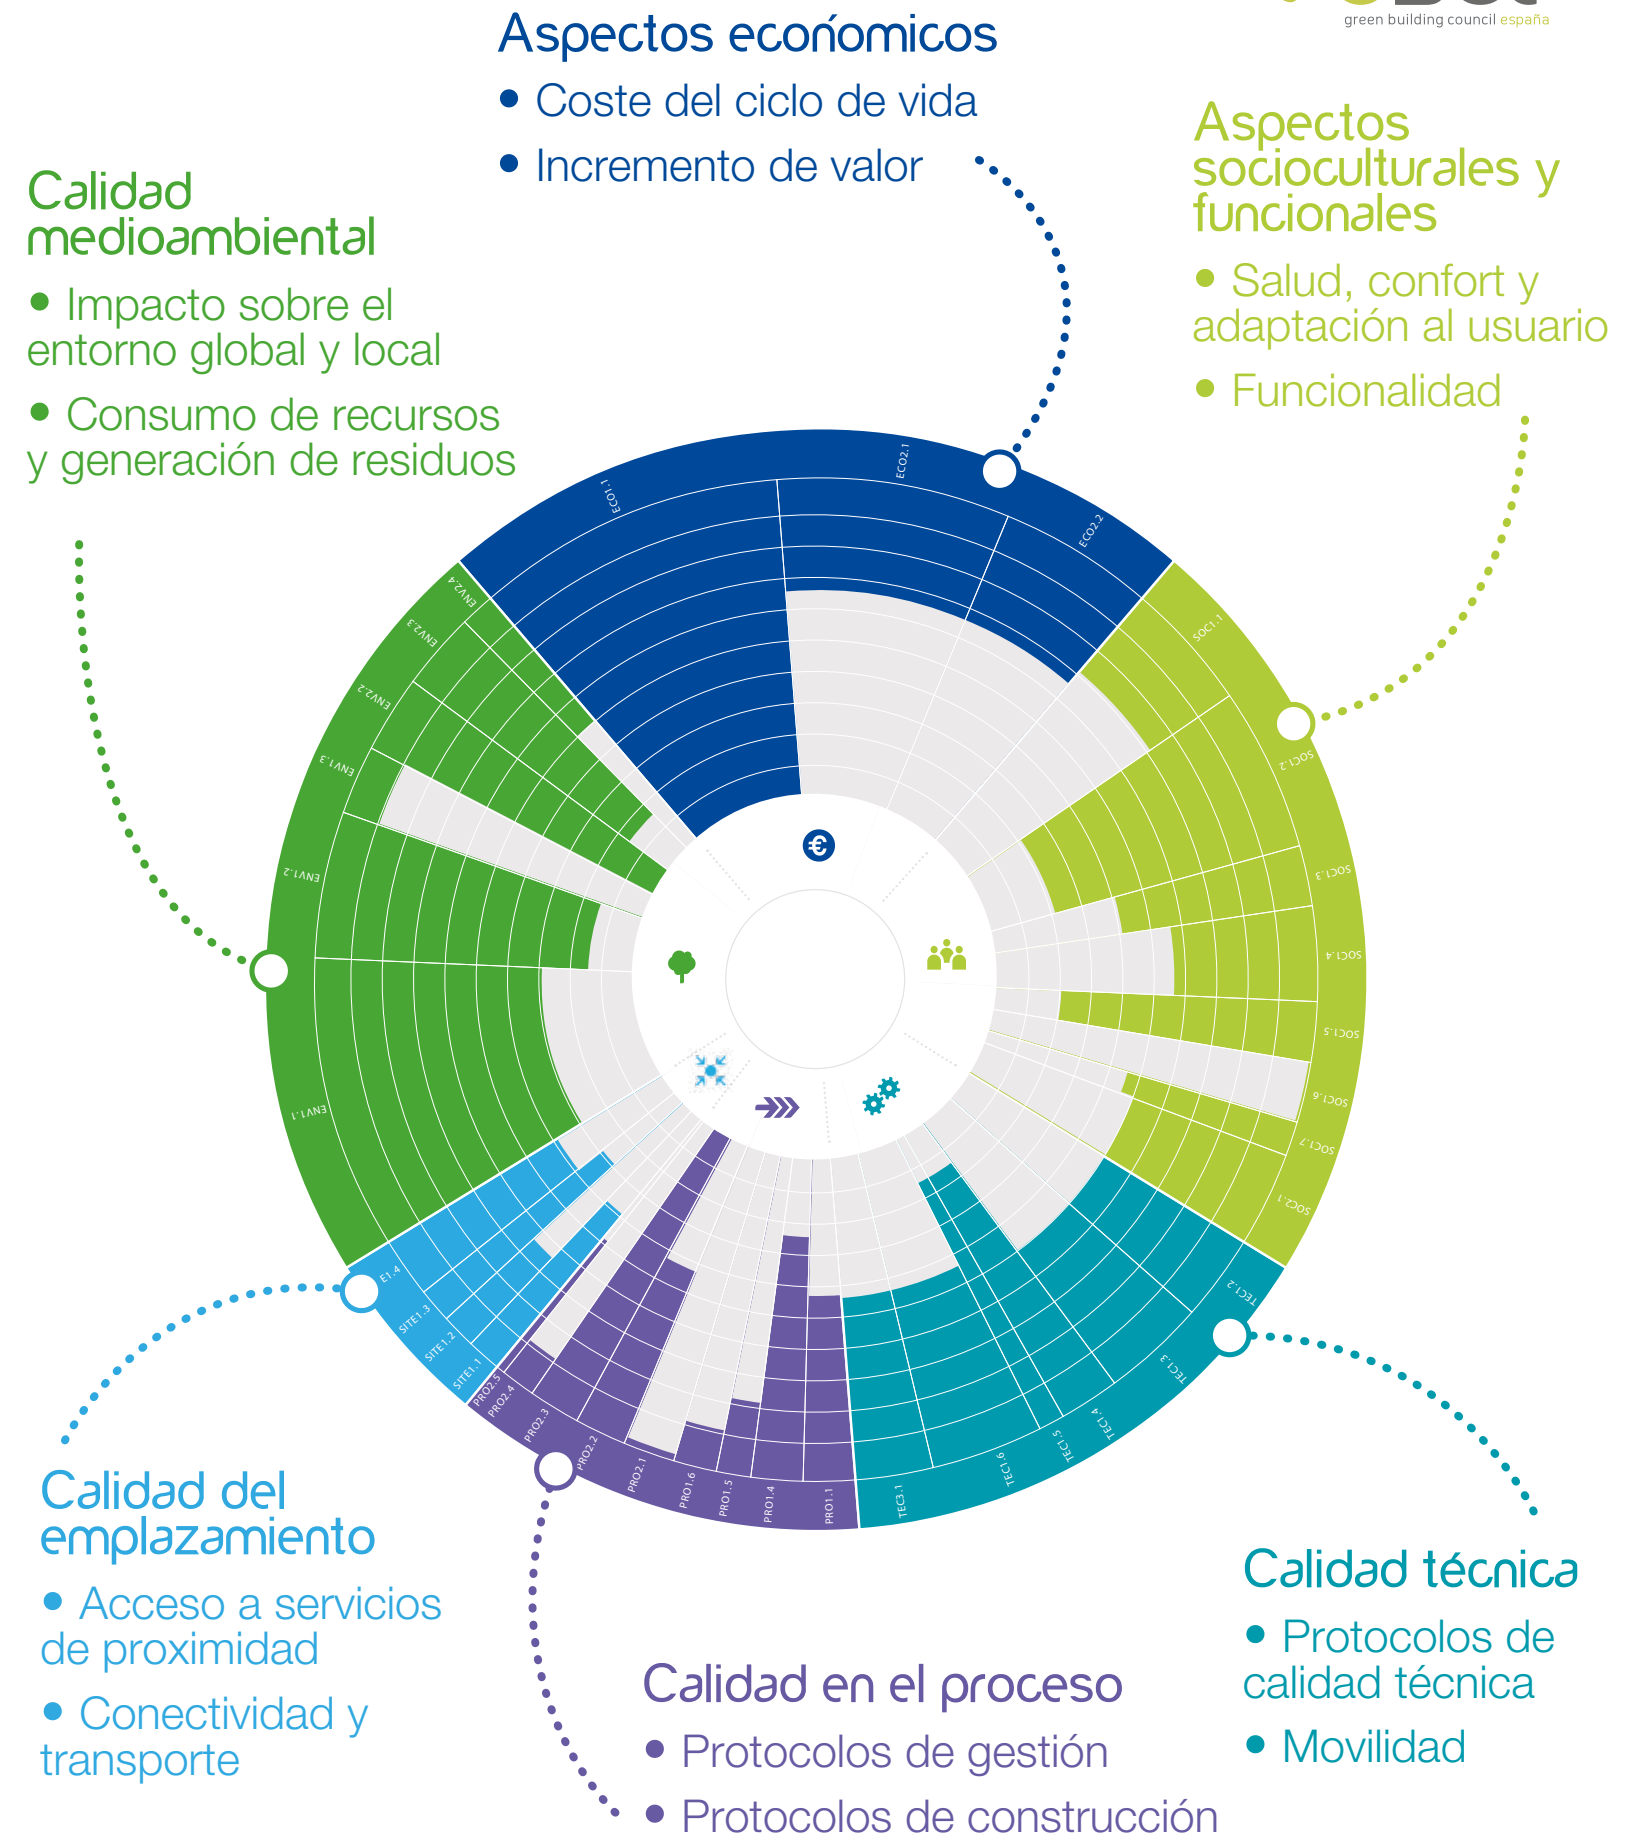 green building council españa
Aspectos económicos
• Coste del ciclo de vida
• Incremento de valor
Aspectos
socioculturales y
funcionales
• Salud, confort y
adaptación al usuario
• Funcionalidad
Calidad
medioambiental
• Impacto sobre el
entorno global y local
• Consumo de recursos
y generación de residuos
ECO1.1
ECO2.1
ECO2.2
SOC1.1
SOC1.2
SOC1.3
SOC1.4
SOC1.5
SOC1.6
SOC1.7
SOC2.1
TEC1.2
TEC1.3
TEC1.4
TEC1.5
TEC1.6
TEC3.1
PRO1.1
PRO1.4
PRO1.5
PRO1.6
PRO2.1
PRO2.2
PRO2.3
PRO2.4
PRO2.5
SITE1.1
SITE1.2
SITE1.3
E1.4
ENV1.1
ENV1.2
ENV1.3
ENV2.2
ENV2.3
ENV2.4
€
Calidad del
emplazamiento
• Acceso a servicios
de proximidad
• Conectividad y
transporte
Calidad técnica
• Protocolos de
calidad técnica
• Movilidad
Calidad en el proceso
• Protocolos de gestión
• Protocolos de construcción